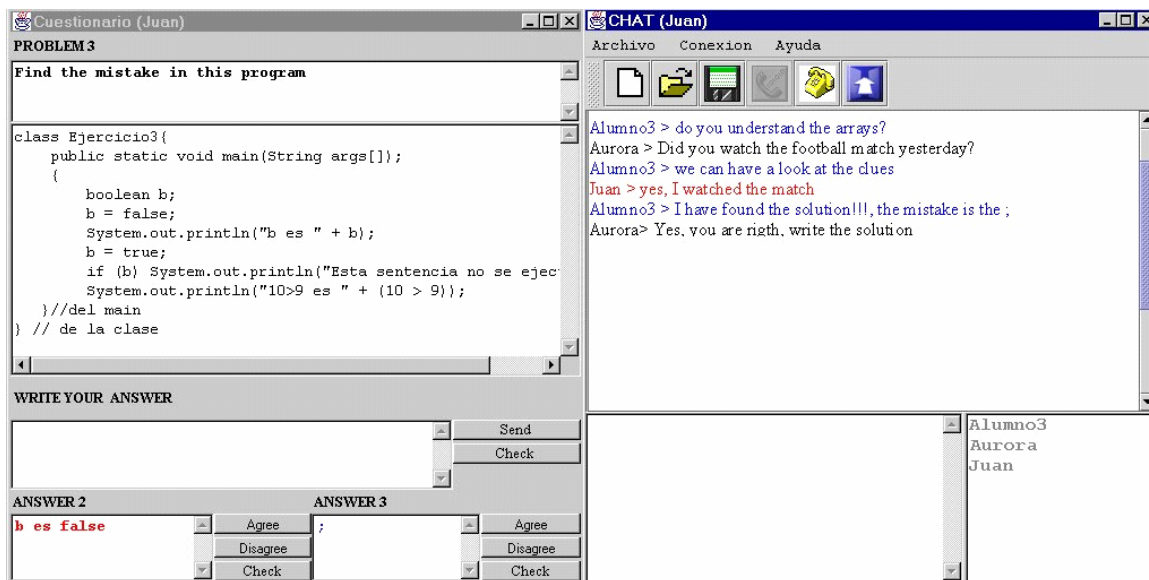 Cuestionario (Juan)
PROBLEM 3
Find the mistake in this program
class Ejercicio3{
    public static void main(String args[]);
    {
        boolean b;
        b = false;
        System.out.println("b es " + b);
        b = true;
        if (b) System.out.println("Esta sentencia no se ejec
        System.out.println("10>9 es " + (10 > 9));
    }//del main
} // de la clase
WRITE YOUR ANSWER
Send
Check
ANSWER 2
b es false
Agree
Disagree
Check
ANSWER 3
;
Agree
Disagree
Check
CHAT (Juan)
Archivo Conexion Ayuda
Alumno3 > do you understand the arrays?
Aurora > Did you watch the football match yesterday?
Alumno3 > we can have a look at the clues
Juan > yes, I watched the match
Alumno3 > I have found the solution!!!, the mistake is the ;
Aurora> Yes, you are rigth, write the solution
Alumno3
Aurora
Juan